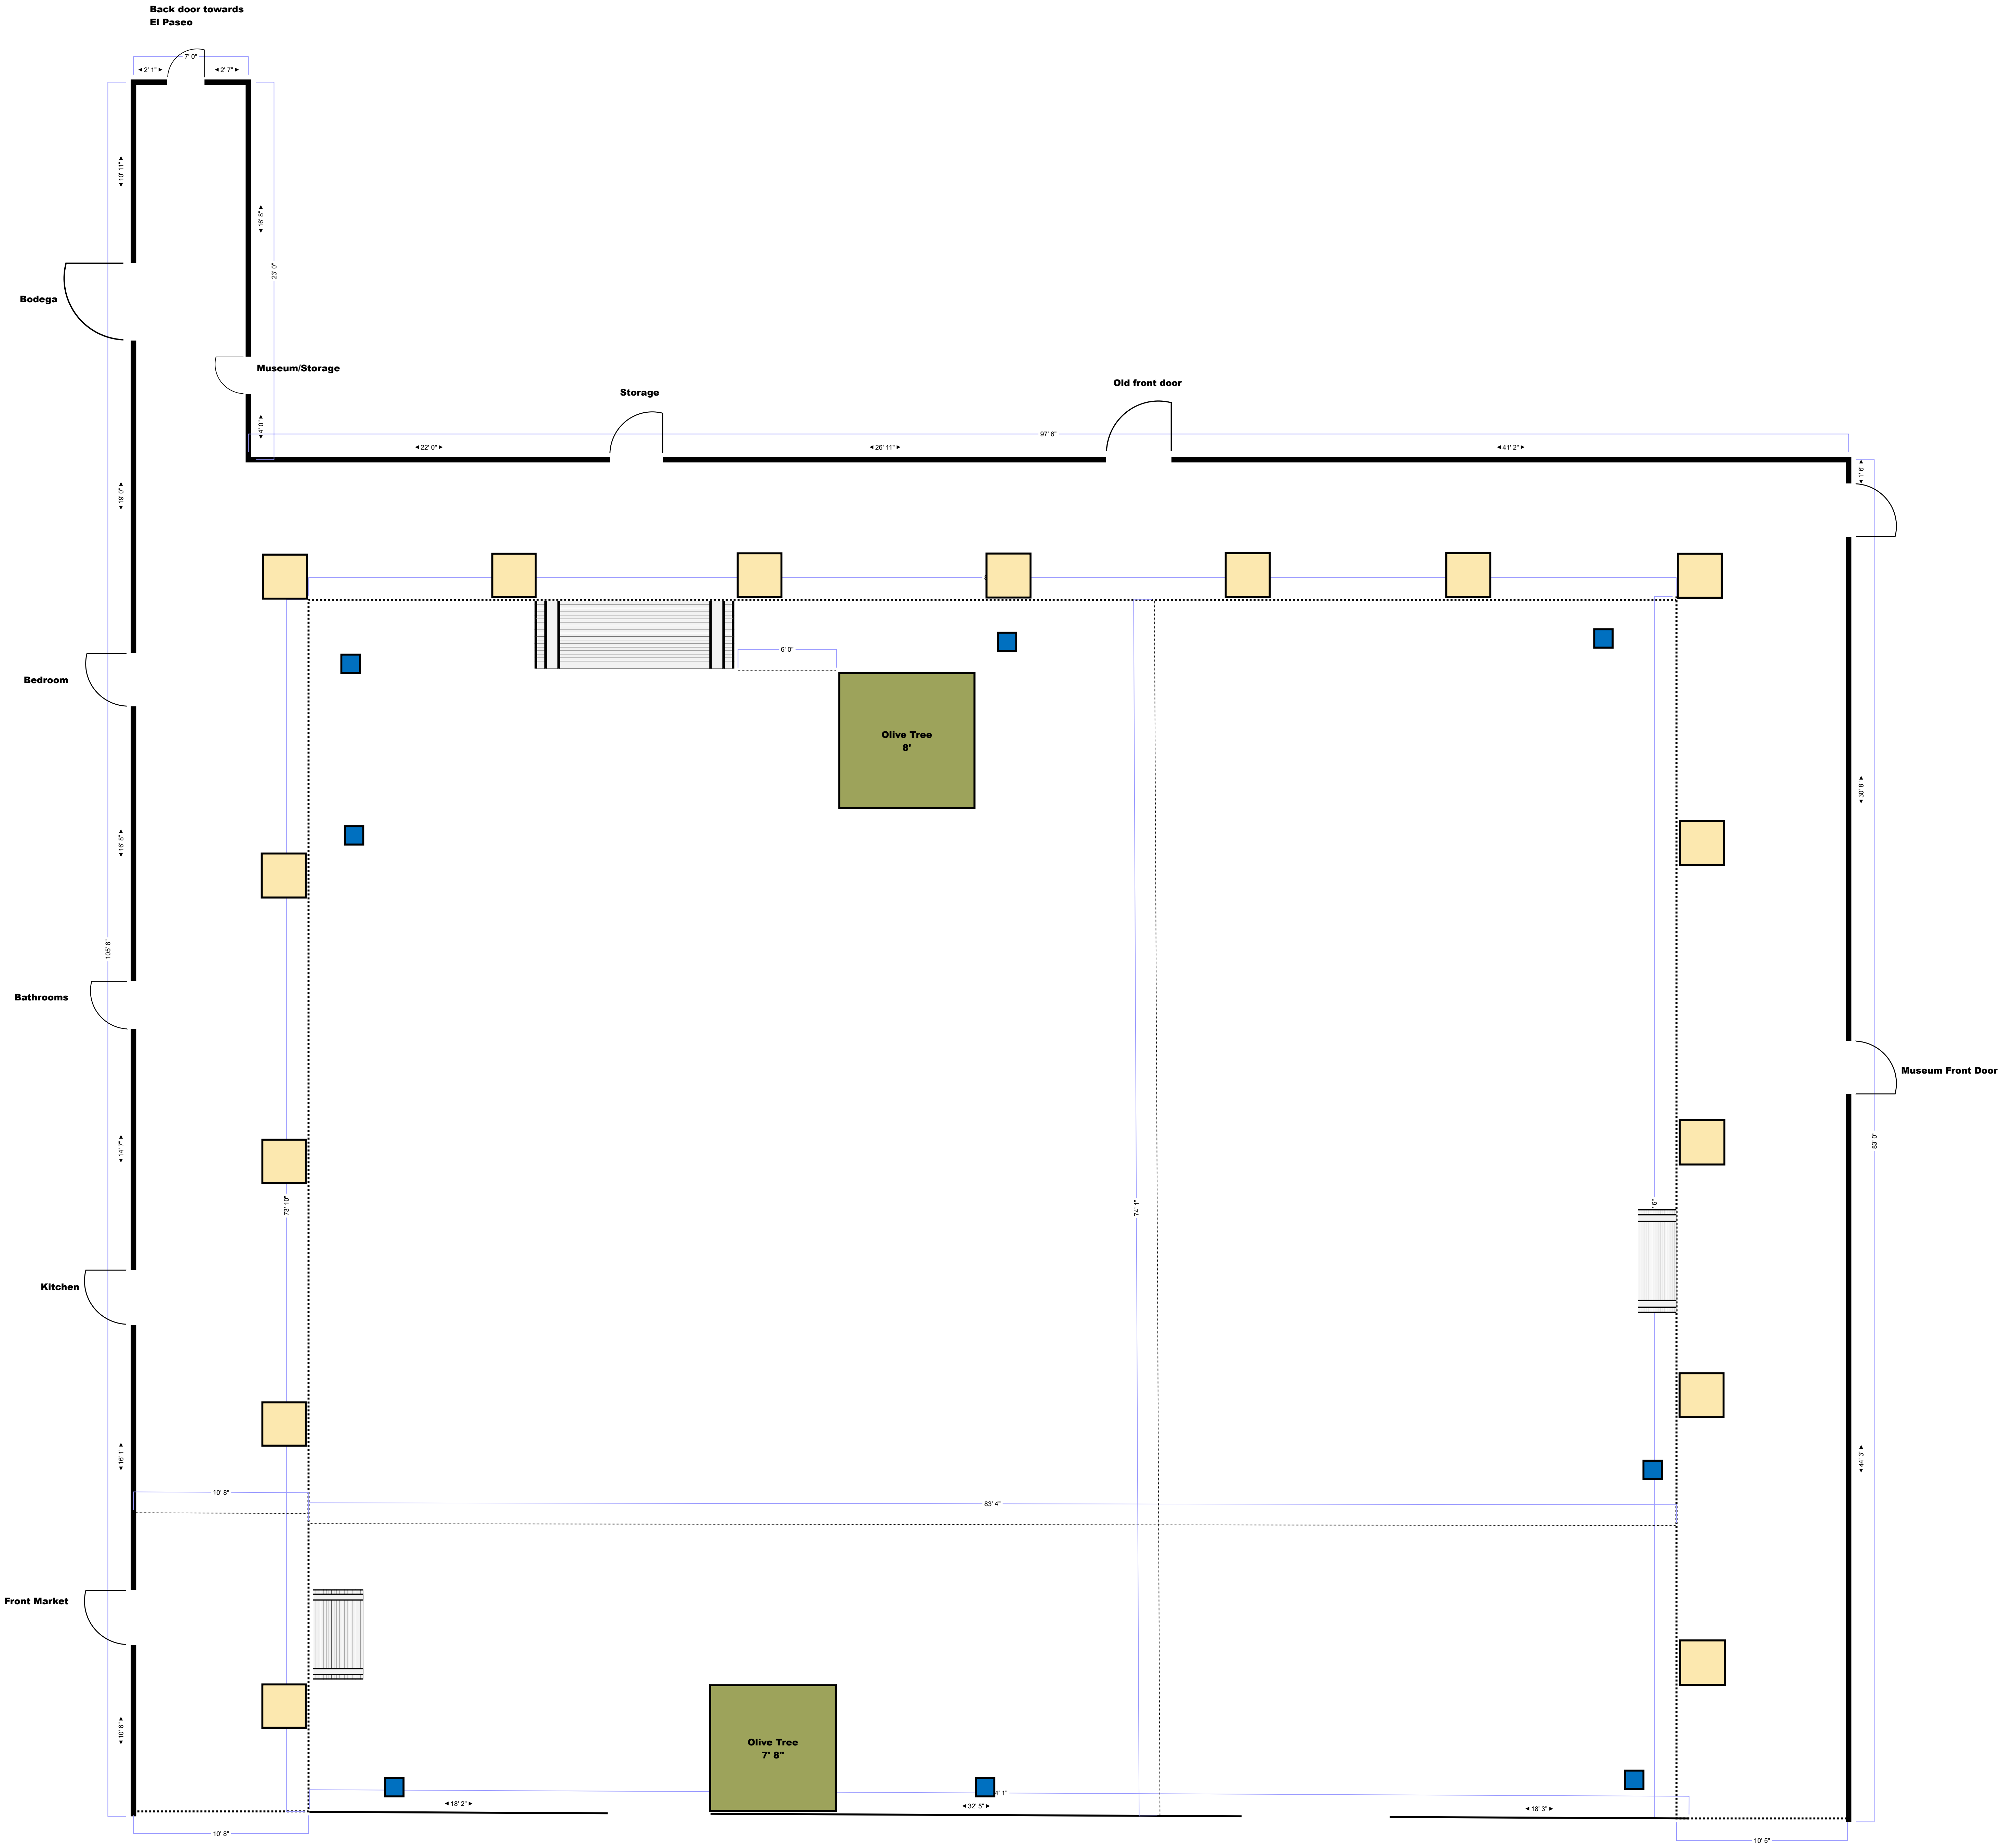 Back door towards
El Paseo
7' 0"
2' 1"
2' 7"
10' 11"
16' 8"
23' 0"
Bodega
Museum/Storage
Storage
Old front door
4' 0"
97' 6"
22' 0"
26' 11"
41' 2"
1' 6"
19' 0"
6' 0"
Bedroom
Olive Tree
8'
30' 8"
16' 8"
105' 8"
Bathrooms
Museum Front Door
83' 0"
14' 7"
73' 10"
74' 1"
6"
Kitchen
16' 1"
44' 3"
10' 8"
83' 4"
Front Market
10' 6"
Olive Tree
7' 8"
4' 1"
18' 2"
32' 5"
18' 3"
10' 8"
10' 5"